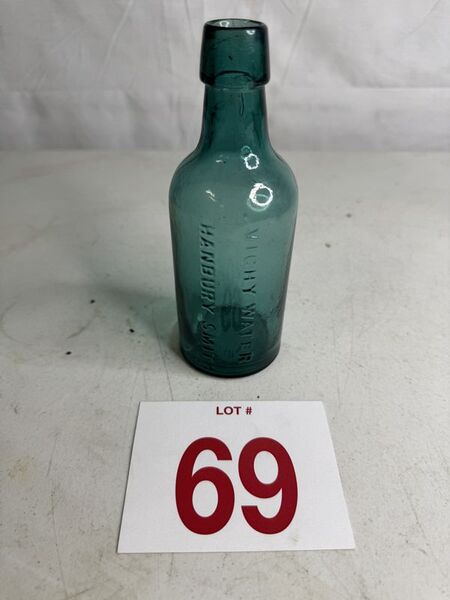 VICHY WATER
HANBURY SMITH
LOT #
69